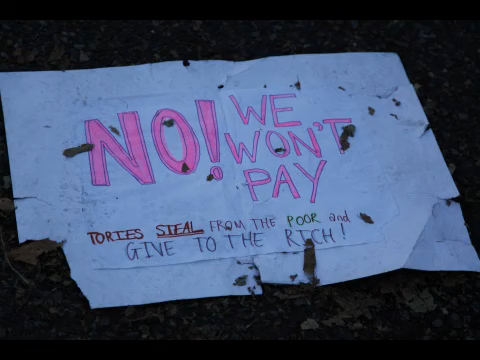 NO! WE
WON'T
PAY
TORIES STEAL FROM THE POOR and
GIVE TO THE RICH!